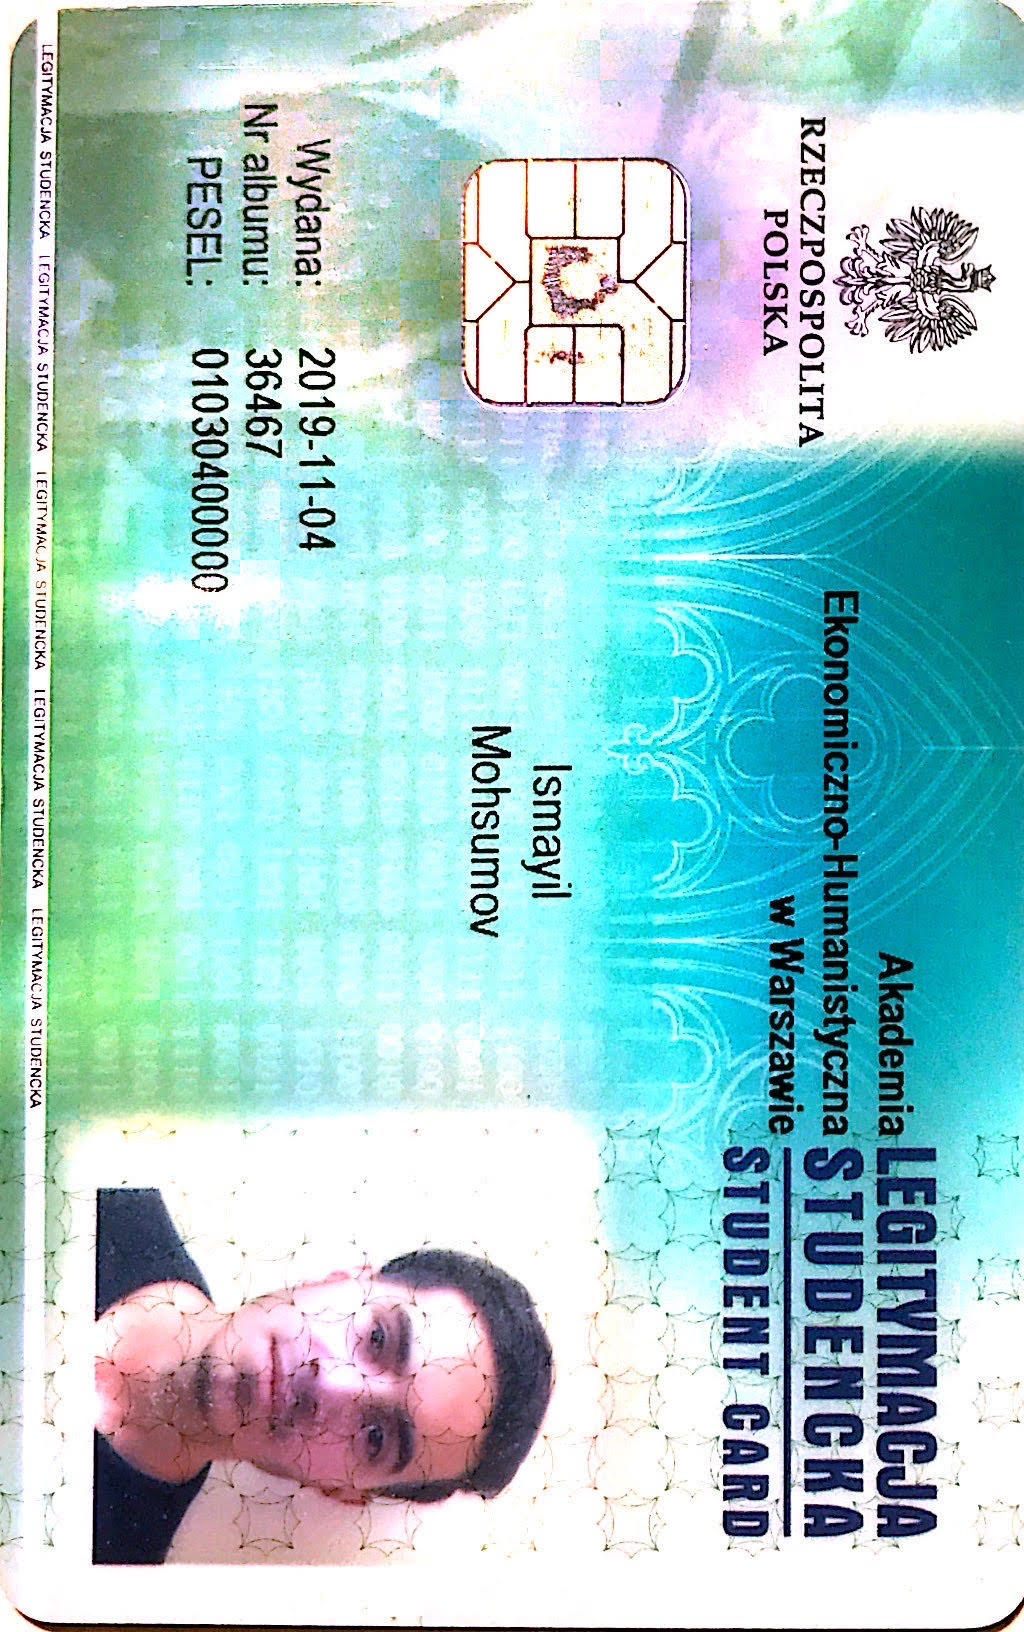 RZECZPOSPOLITA
POLSKA
LEGITYMACJA
STUDENCKA
STUDENT CARD
Akademia
Ekonomiczno-Humanistyczna
w Warszawie
Ismayil
Mohsumov
Wydana: 2019-11-04
Nr albumu: 36467
PESEL: 0103040000
LEGITYMACJA STUDENCKA LEGITYMACJA STUDENCKA LEGITYMACJA STUDENCKA LEGITYMACJA STUDENCKA LEGITYMACJA STUDENCKA